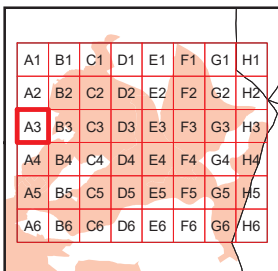 A1 B1 C1 D1 E1 F1 G1 H1
A2 B2 C2 D2 E2 F2 G2 H2
A3 B3 C3 D3 E3 F3 G3 H3
A4 B4 C4 D4 E4 F4 G4 H4
A5 B5 C5 D5 E5 F5 G5 H5
A6 B6 C6 D6 E6 F6 G6 H6